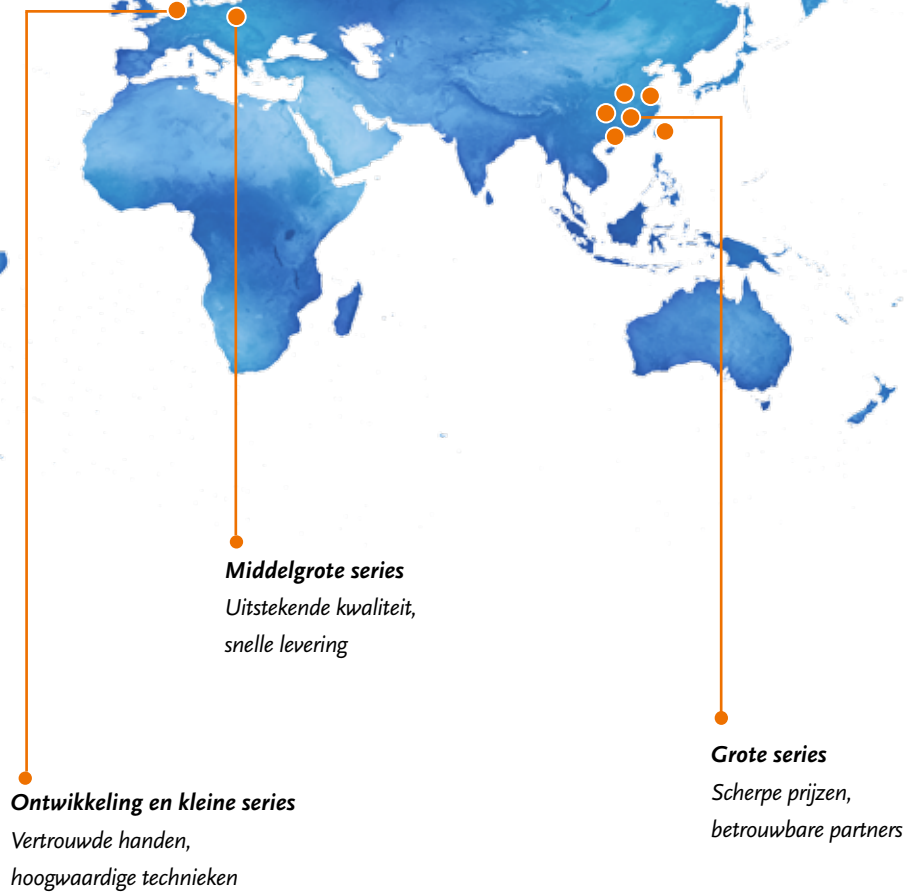 Middelgrote series
Uitstekende kwaliteit,
snelle levering
Grote series
Scherpe prijzen,
betrouwbare partners
Ontwikkeling en kleine series
Vertrouwde handen,
hoogwaardige technieken